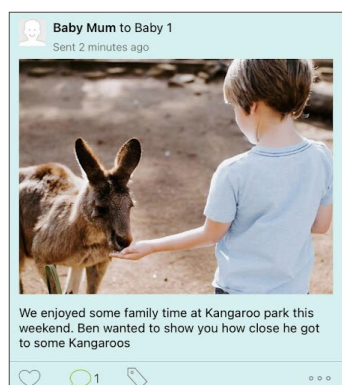 Baby Mum to Baby 1
Sent 2 minutes ago
We enjoyed some family time at Kangaroo park this
weekend. Ben wanted to show you how close he got
to some Kangaroos
1